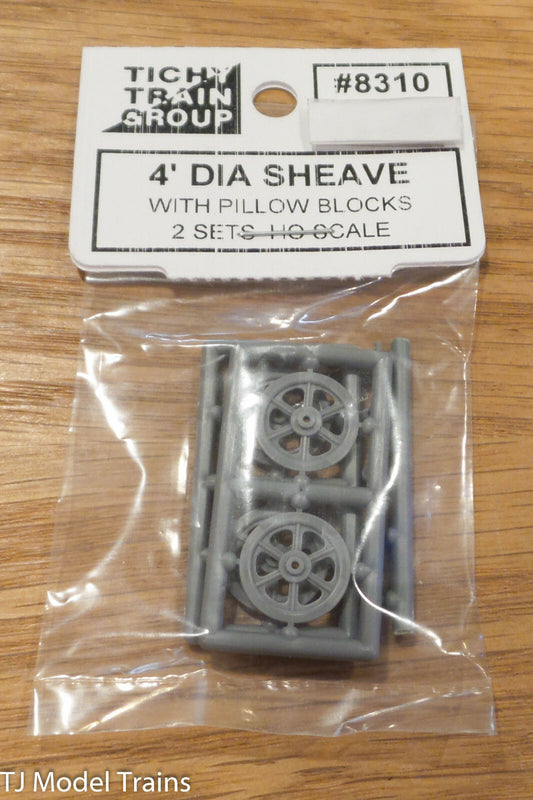 TICHY
TRAIN
GROUP
#8310
4' DIA SHEAVE
WITH PILLOW BLOCKS
2 SETS HO SCALE
TJ Model Trains